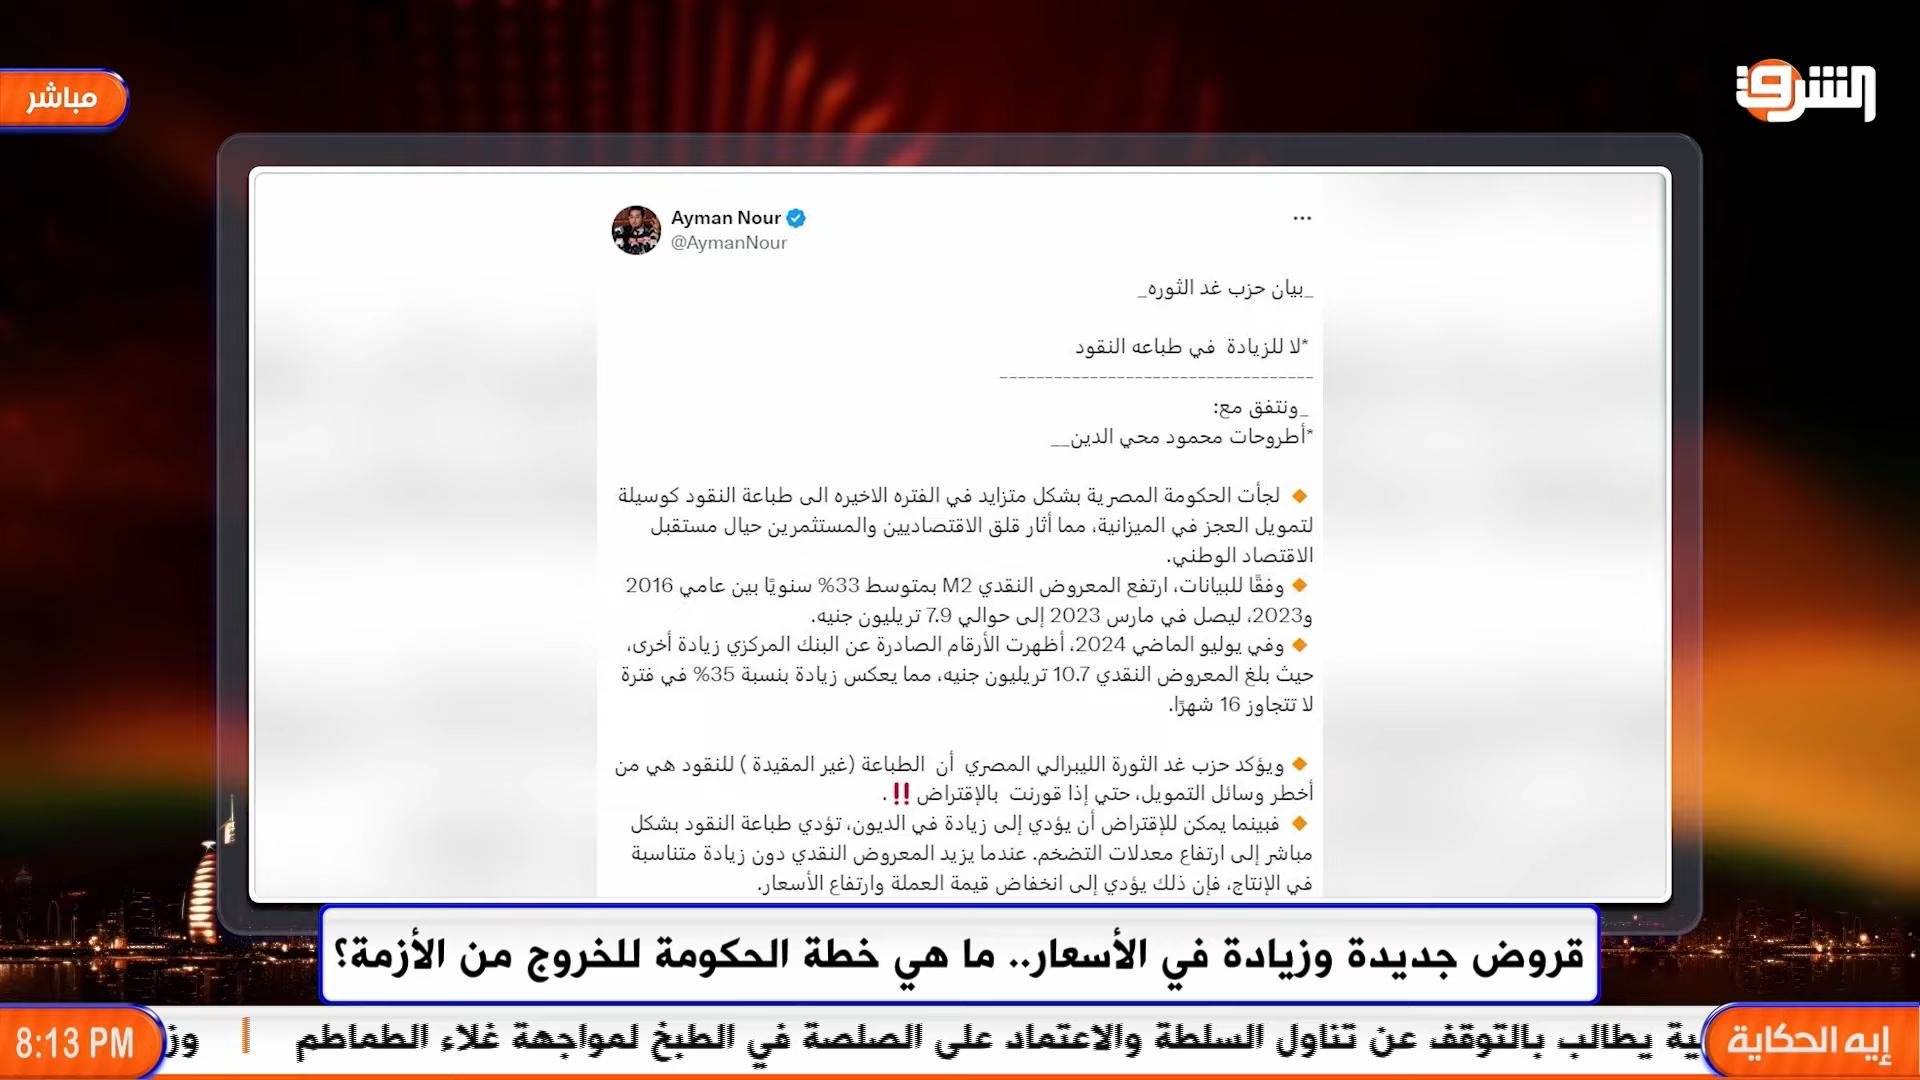 مباشر
الشرق
Ayman Nour
@AymanNour
_بيان حزب غد الثوره_
*لا للزيادة في طباعه النقود
----------------------------------
_ونتفق مع:
*أطروحات محمود محي الدين__
🔸 لجأت الحكومة المصرية بشكل متزايد في الفتره الاخيره الى طباعة النقود كوسيلة
لتمويل العجز في الميزانية، مما أثار قلق الاقتصاديين والمستثمرين حيال مستقبل
الاقتصاد الوطني.
🔸 وفقًا للبيانات، ارتفع المعروض النقدي M2 بمتوسط 33% سنويًا بين عامي 2016
و2023، ليصل في مارس 2023 إلى حوالي 7.9 تريليون جنيه.
🔸 وفي يوليو الماضي 2024، أظهرت الأرقام الصادرة عن البنك المركزي زيادة أخرى،
حيث بلغ المعروض النقدي 10.7 تريليون جنيه، مما يعكس زيادة بنسبة 35% في فترة
لا تتجاوز 16 شهرًا.
🔸 ويؤكد حزب غد الثورة الليبرالي المصري أن الطباعة (غير المقيدة ) للنقود هي من
أخطر وسائل التمويل، حتي إذا قورنت بالإقتراض‼️ .
🔸 فبينما يمكن للإقتراض أن يؤدي إلى زيادة في الديون، تؤدي طباعة النقود بشكل
مباشر إلى ارتفاع معدلات التضخم. عندما يزيد المعروض النقدي دون زيادة متناسبة
في الإنتاج، فإن ذلك يؤدي إلى انخفاض قيمة العملة وارتفاع الأسعار.
قروض جديدة وزيادة في الأسعار.. ما هي خطة الحكومة للخروج من الأزمة؟
إيه الحكاية
ية يطالب بالتوقف عن تناول السلطة والاعتماد على الصلصة في الطبخ لمواجهة غلاء الطماطم | وز
8:13 PM